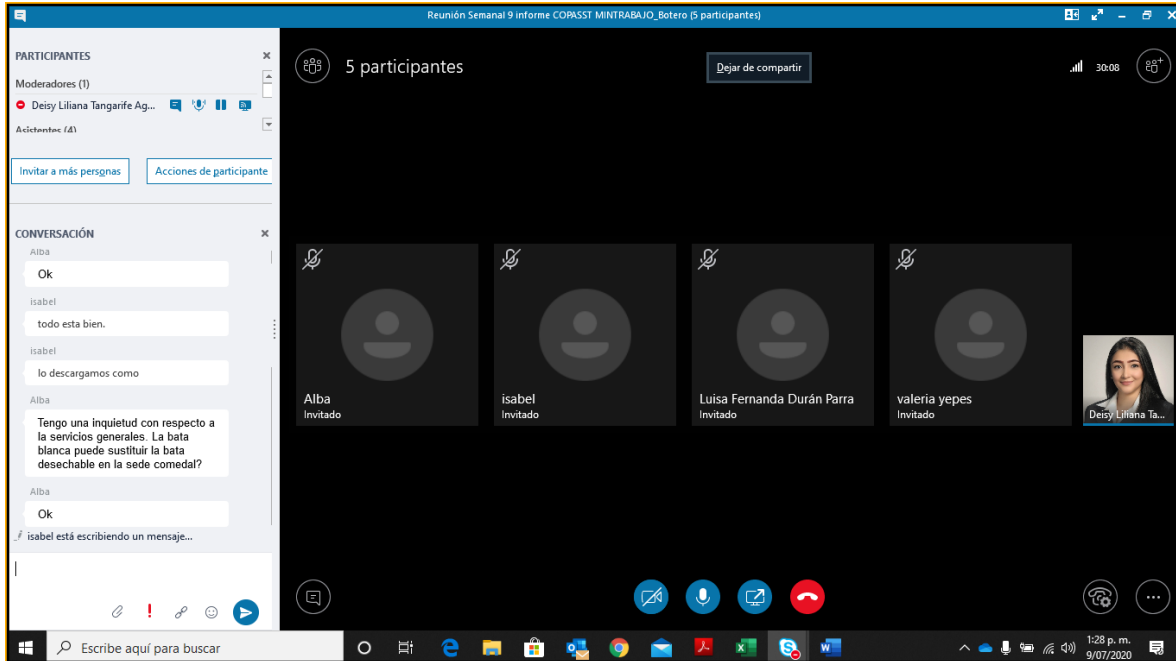 Reunión Semanal 9 informe COPASST MINTRABAJO_Botero (5 participantes)
PARTICIPANTES
Moderadores (1)
Deisy Liliana Tangarife Ag...
Asistentes (4)
Invitar a más personas
Acciones de participante
CONVERSACIÓN
Alba
Ok
isabel
todo esta bien.
isabel
lo descargamos como
Alba
Tengo una inquietud con respecto a
la servicios generales. La bata
blanca puede sustituir la bata
desechable en la sede comedal?
Alba
Ok
isabel está escribiendo un mensaje...
5 participantes
Dejar de compartir
30:08
Alba
Invitado
isabel
Invitado
Luisa Fernanda Durán Parra
Invitado
valeria yepes
Invitado
Deisy Liliana Ta...
Escribe aquí para buscar
1:28 p. m.
9/07/2020